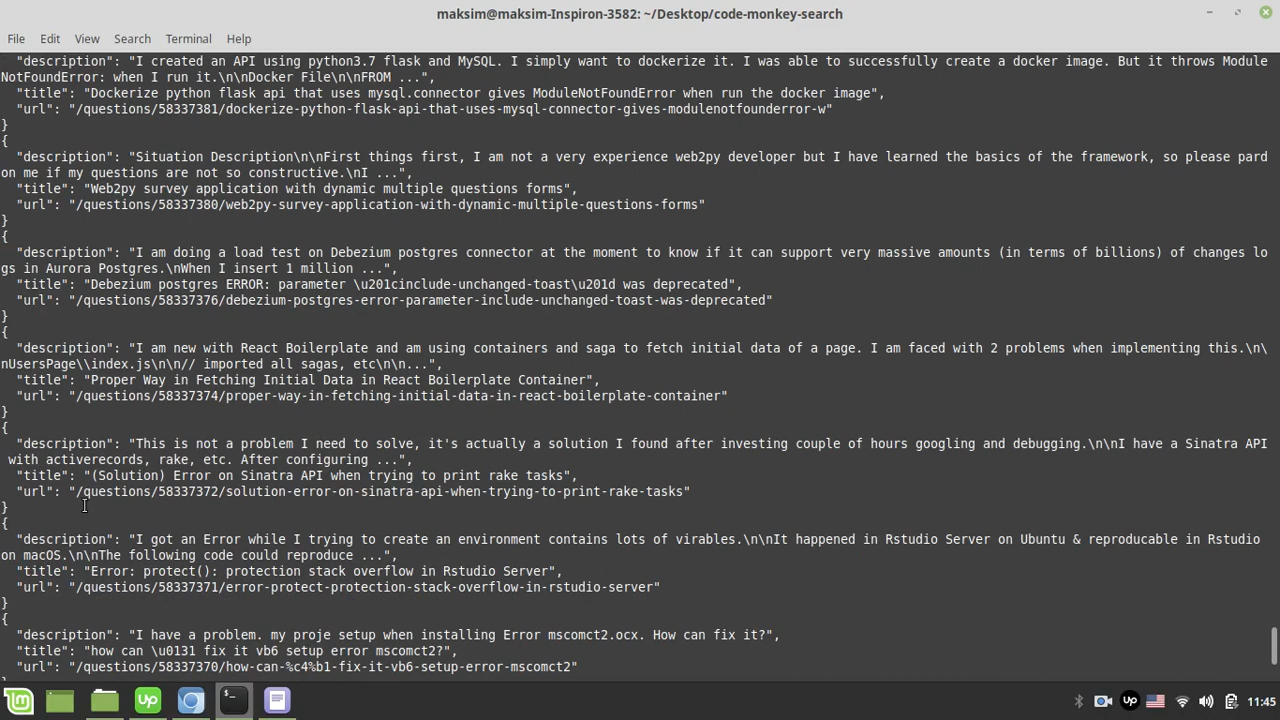 maksim@maksim-Inspiron-3582: ~/Desktop/code-monkey-search
File Edit View Search Terminal Help
"description": "I created an API using python3.7 flask and MySQL. I simply want to dockerize it. I was able to successfully create a docker image. But it throws Module
NotFoundError: when I run it.\n\nDocker File\n\nFROM ...",
"title": "Dockerize python flask api that uses mysql.connector gives ModuleNotFoundError when run the docker image",
"url": "/questions/58337381/dockerize-python-flask-api-that-uses-mysql-connector-gives-modulenotfounderror-w"
}
{
"description": "Situation Description\n\nFirst things first, I am not a very experience web2py developer but I have learned the basics of the framework, so please pard
on me if my questions are not so constructive.\nI ...",
"title": "Web2py survey application with dynamic multiple questions forms",
"url": "/questions/58337380/web2py-survey-application-with-dynamic-multiple-questions-forms"
}
{
"description": "I am doing a load test on Debezium postgres connector at the moment to know if it can support very massive amounts (in terms of billions) of changes lo
gs in Aurora Postgres.\nWhen I insert 1 million ...",
"title": "Debezium postgres ERROR: parameter \u201cinclude-unchanged-toast\u201d was deprecated",
"url": "/questions/58337376/debezium-postgres-error-parameter-include-unchanged-toast-was-deprecated"
}
{
"description": "I am new with React Boilerplate and am using containers and saga to fetch initial data of a page. I am faced with 2 problems when implementing this.\n\
nUsersPage\\index.js\n\n// imported all sagas, etc\n\n...",
"title": "Proper Way in Fetching Initial Data in React Boilerplate Container",
"url": "/questions/58337374/proper-way-in-fetching-initial-data-in-react-boilerplate-container"
}
{
"description": "This is not a problem I need to solve, it's actually a solution I found after investing couple of hours googling and debugging.\n\nI have a Sinatra API
with activerecords, rake, etc. After configuring ...",
"title": "(Solution) Error on Sinatra API when trying to print rake tasks",
"url": "/questions/58337372/solution-error-on-sinatra-api-when-trying-to-print-rake-tasks"
}
{
"description": "I got an Error while I trying to create an environment contains lots of virables.\n\nIt happened in Rstudio Server on Ubuntu & reproducable in Rstudio
on macOS.\n\nThe following code could reproduce ...",
"title": "Error: protect(): protection stack overflow in Rstudio Server",
"url": "/questions/58337371/error-protect-protection-stack-overflow-in-rstudio-server"
}
{
"description": "I have a problem. my proje setup when installing Error mscomct2.ocx. How can fix it?",
"title": "how can \u0131 fix it vb6 setup error mscomct2?",
"url": "/questions/58337370/how-can-%c4%b1-fix-it-vb6-setup-error-mscomct2"
}
up $_ up 11:45